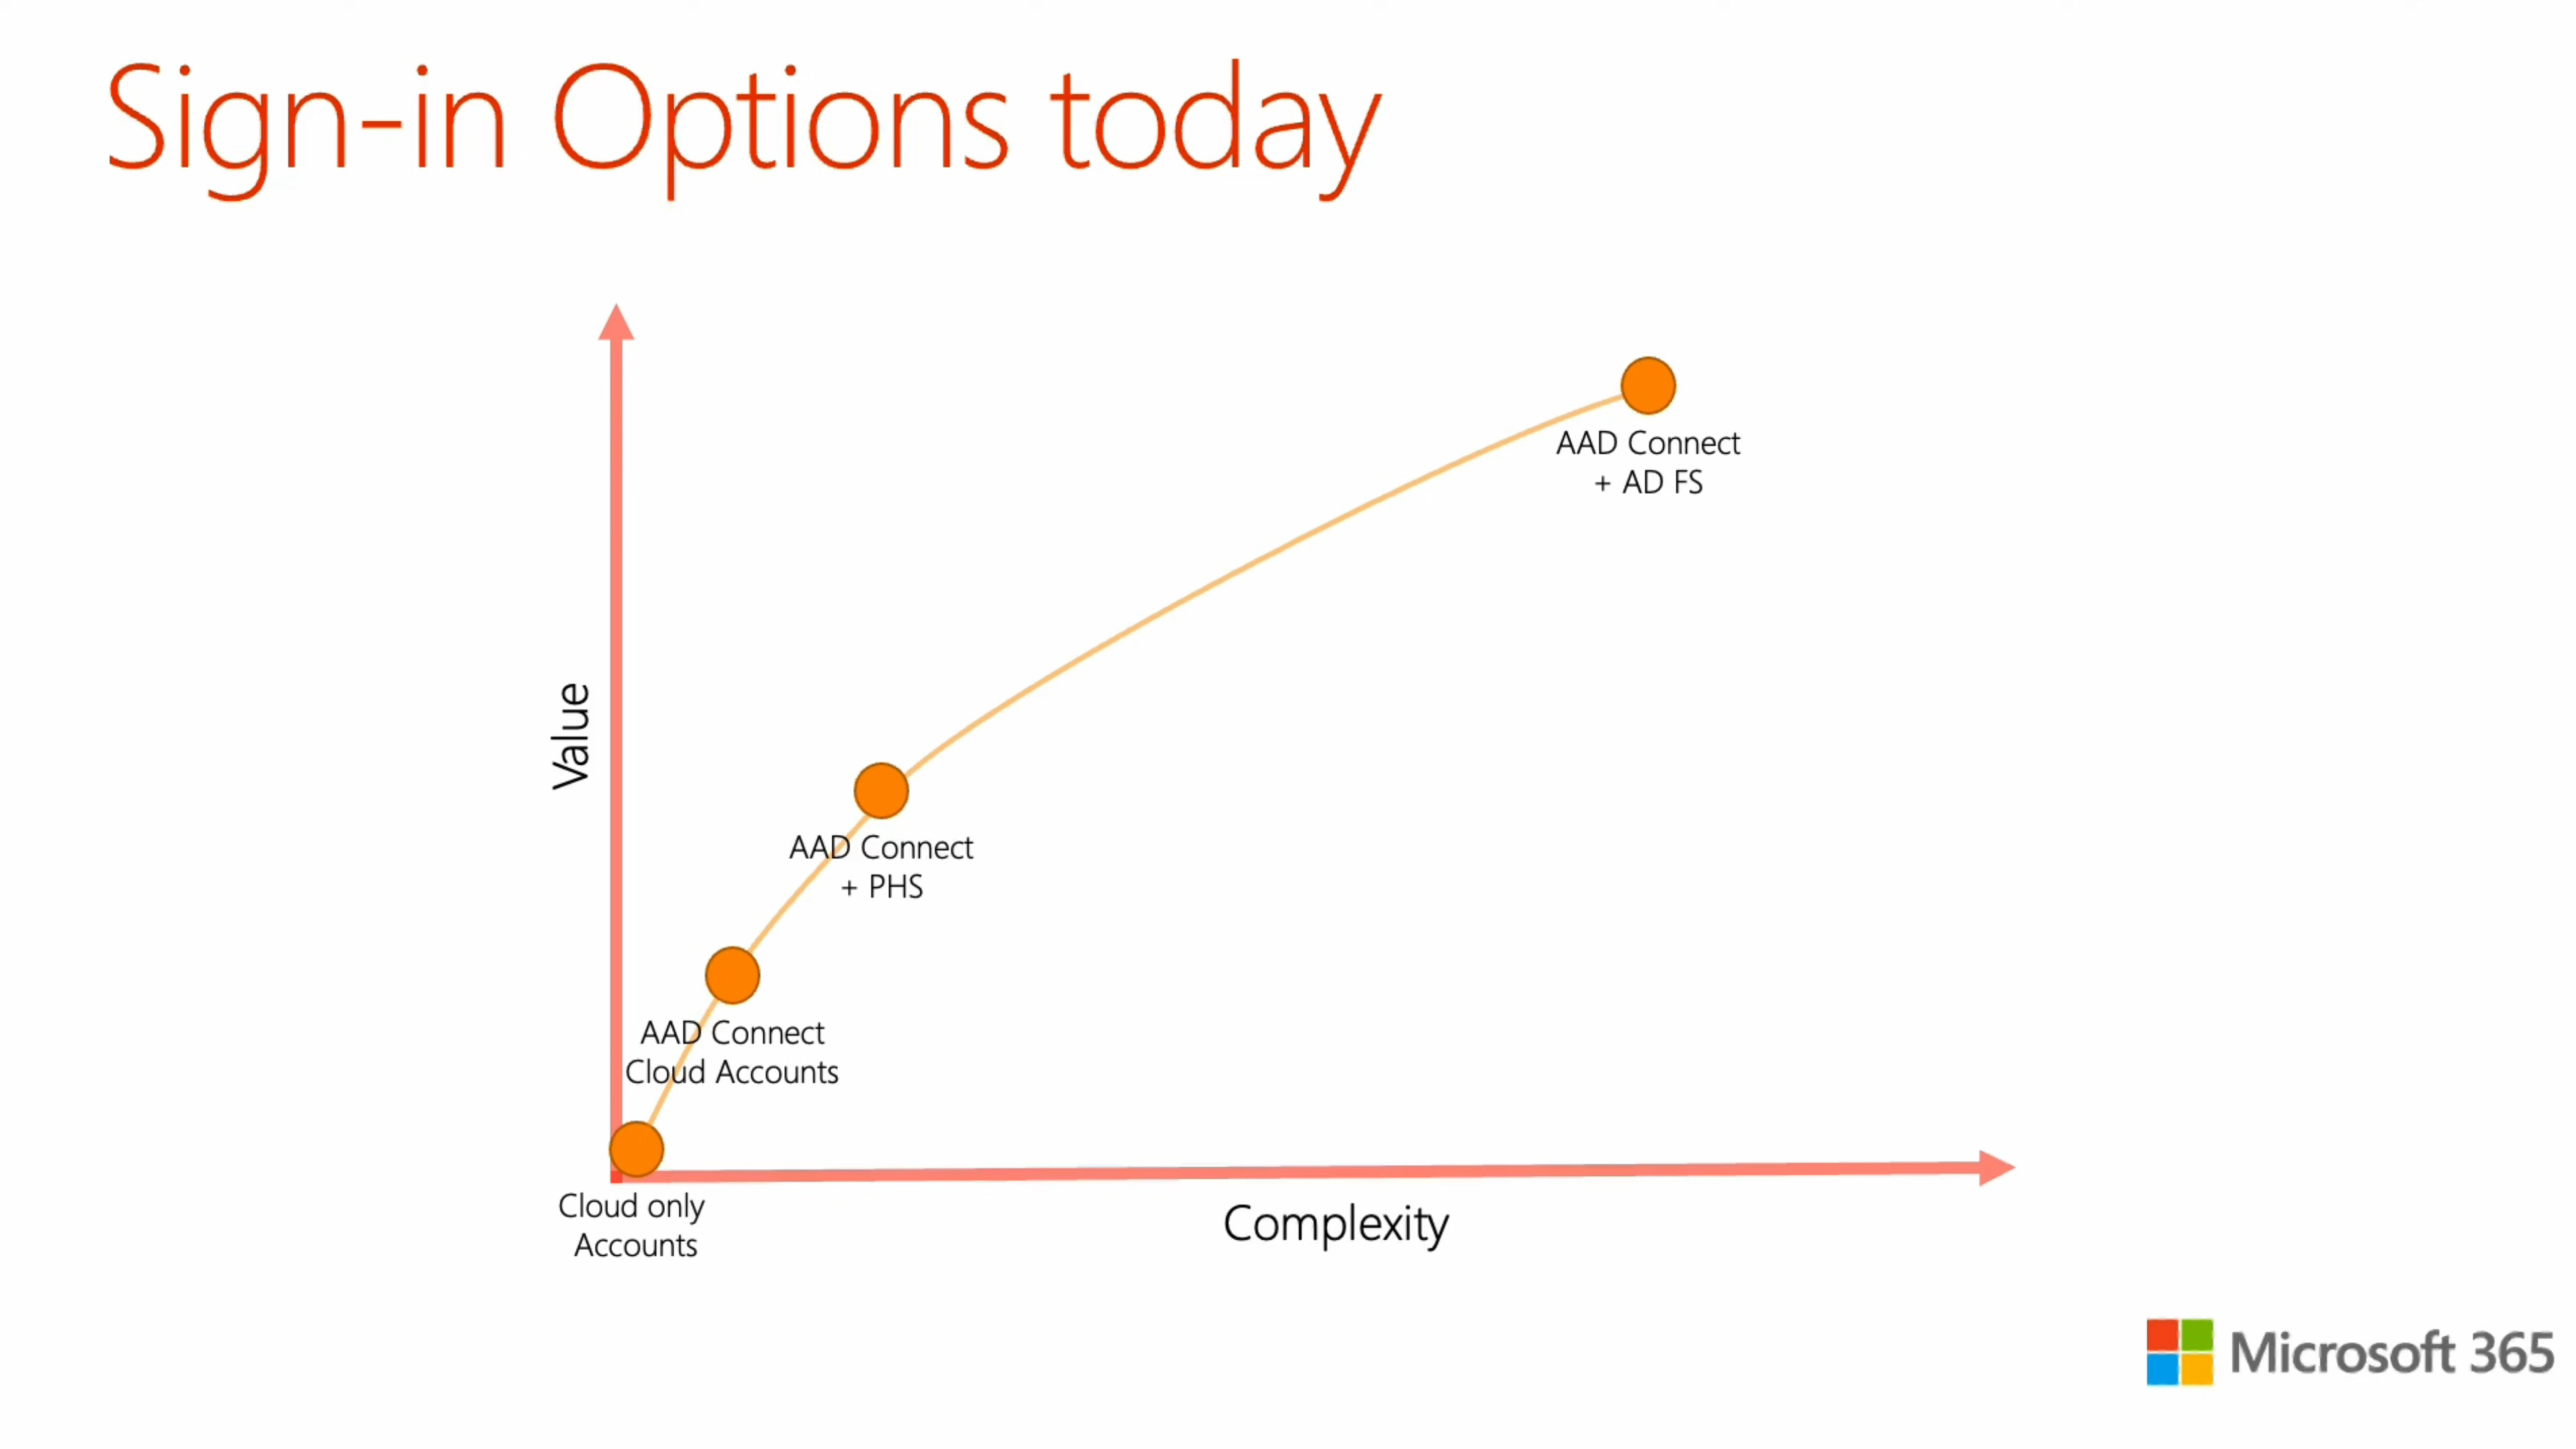 Sign-in Options today
Value
AAD Connect
+ AD FS
AAD Connect
+ PHS
AAD Connect
Cloud Accounts
Cloud only
Accounts
Complexity
Microsoft 365